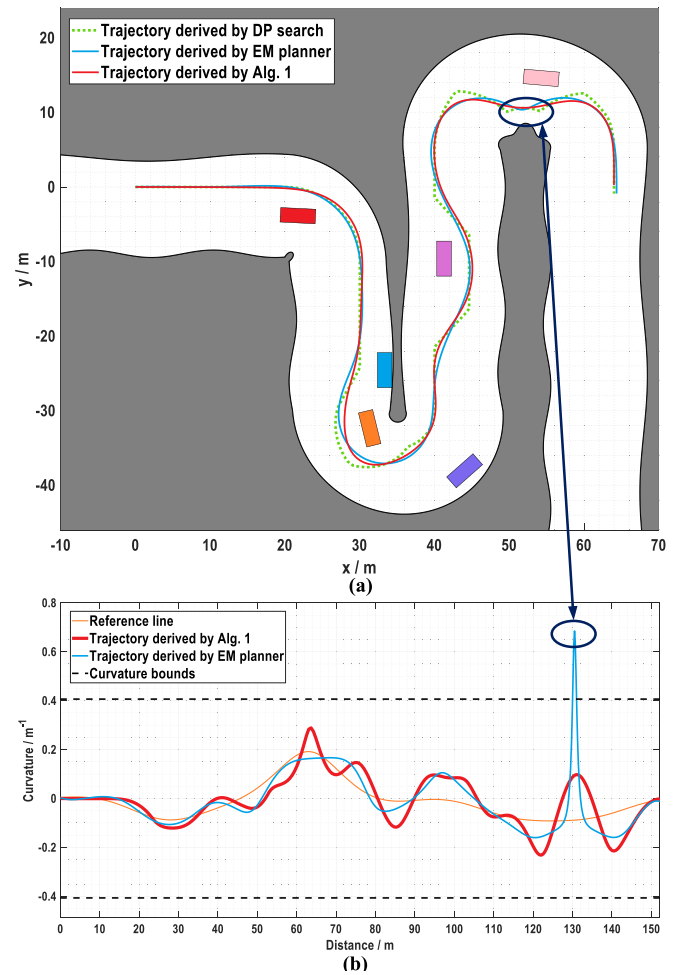 Trajectory derived by DP search
Trajectory derived by EM planner
Trajectory derived by Alg. 1
20
10
0
-10
-20
-30
-40
y / m
-10 0 10 20 30 40 50 60 70
x / m
(a)
0.8
0.6
0.4
0.2
0
-0.2
-0.4
Curvature / m-1
Reference line
Trajectory derived by Alg. 1
Trajectory derived by EM planner
Curvature bounds
0 10 20 30 40 50 60 70 80 90 100 110 120 130 140 150
Distance / m
(b)